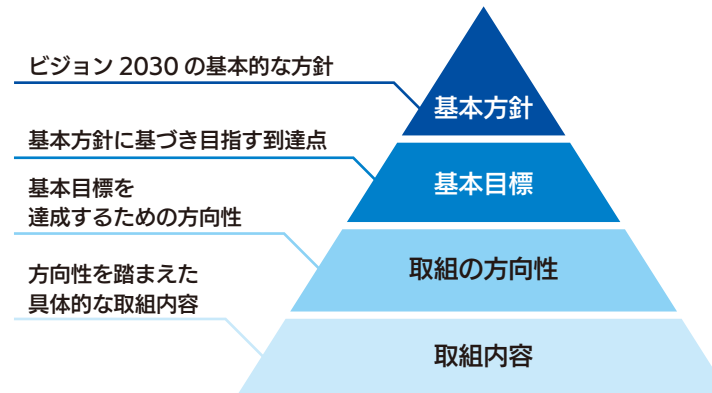 ビジョン 2030 の基本的な方針
基本方針
基本方針に基づき目指す到達点
基本目標
基本目標を
達成するための方向性
取組の方向性
方向性を踏まえた
具体的な取組内容
取組内容